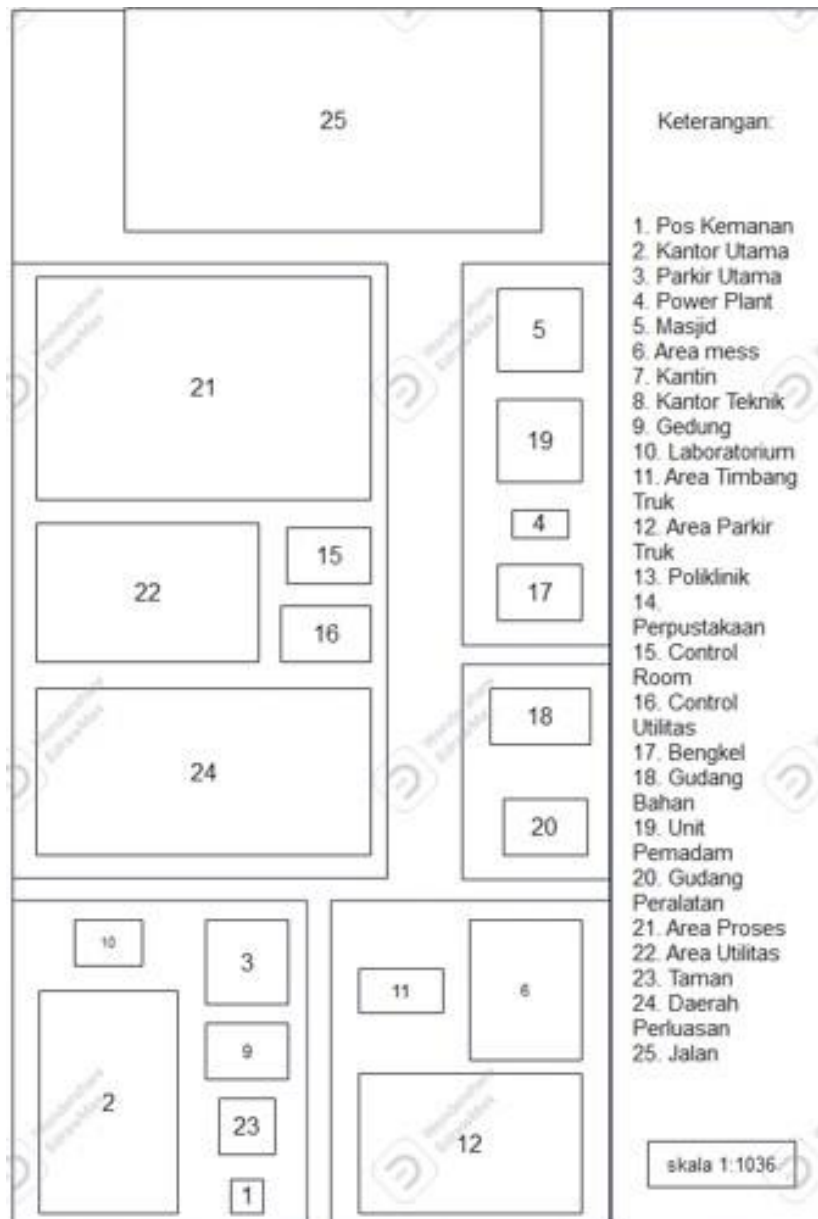 25
Keterangan:
1. Pos Kemanan
2. Kantor Utama
3. Parkir Utama
4. Power Plant
5. Masjid
6. Area mess
7. Kantin
8. Kantor Teknik
9. Gedung
10. Laboratorium
11. Area Timbang
Truk
12. Area Parkir
Truk
13. Poliklinik
14.
Perpustakaan
15. Control
Room
16. Control
Utilitas
17. Bengkel
18. Gudang
Bahan
19. Unit
Pemadam
20. Gudang
Peralatan
21. Area Proses
22. Area Utilitas
23. Taman
24. Daerah
Perluasan
25. Jalan
skala 1:1036
21
5
19
4
17
15
22
16
18
24
20
10
3
11
6
9
2
23
12
1